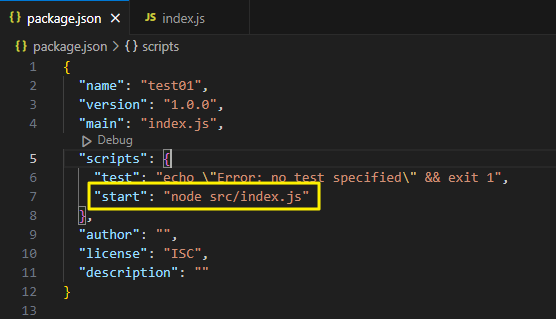 {} package.json ×
JS index.js
{} package.json > {} scripts
1 {
2 "name": "test01",
3 "version": "1.0.0",
4 "main": "index.js",
Debug
5 "scripts": {
6 "test": "echo \"Error: no test specified\" && exit 1",
7 "start": "node src/index.js"
8 },
9 "author": "",
10 "license": "ISC",
11 "description": ""
12 }
13